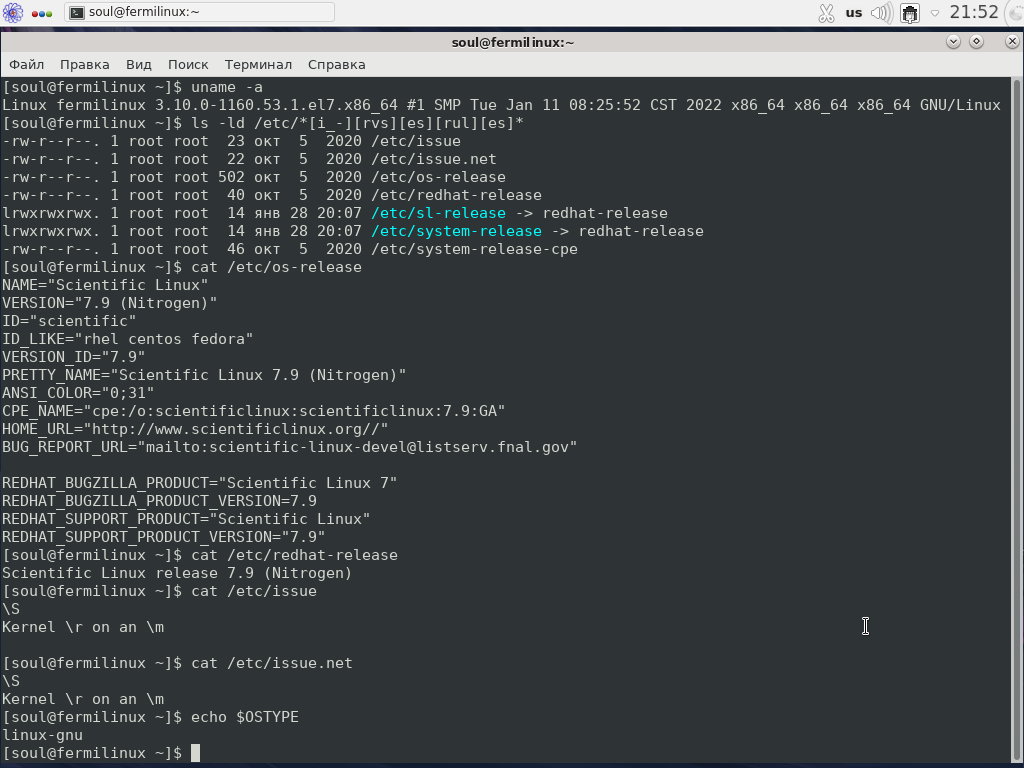 soul@fermilinux:~
us
21:52
soul@fermilinux:~
Файл Правка Вид Поиск Терминал Справка
[soul@fermilinux ~]$ uname -a
Linux fermilinux 3.10.0-1160.53.1.el7.x86_64 #1 SMP Tue Jan 11 08:25:52 CST 2022 x86_64 x86_64 x86_64 GNU/Linux
[soul@fermilinux ~]$ ls -ld /etc/*[i_-][rvs][es][rul][es]*
-rw-r--r--. 1 root root  23 окт  5  2020 /etc/issue
-rw-r--r--. 1 root root  22 окт  5  2020 /etc/issue.net
-rw-r--r--. 1 root root 502 окт  5  2020 /etc/os-release
-rw-r--r--. 1 root root  40 окт  5  2020 /etc/redhat-release
lrwxrwxrwx. 1 root root  14 янв 28 20:07 /etc/sl-release -> redhat-release
lrwxrwxrwx. 1 root root  14 янв 28 20:07 /etc/system-release -> redhat-release
-rw-r--r--. 1 root root  46 окт  5  2020 /etc/system-release-cpe
[soul@fermilinux ~]$ cat /etc/os-release
NAME="Scientific Linux"
VERSION="7.9 (Nitrogen)"
ID="scientific"
ID_LIKE="rhel centos fedora"
VERSION_ID="7.9"
PRETTY_NAME="Scientific Linux 7.9 (Nitrogen)"
ANSI_COLOR="0;31"
CPE_NAME="cpe:/o:scientificlinux:scientificlinux:7.9:GA"
HOME_URL="http://www.scientificlinux.org//"
BUG_REPORT_URL="mailto:scientific-linux-devel@listserv.fnal.gov"

REDHAT_BUGZILLA_PRODUCT="Scientific Linux 7"
REDHAT_BUGZILLA_PRODUCT_VERSION=7.9
REDHAT_SUPPORT_PRODUCT="Scientific Linux"
REDHAT_SUPPORT_PRODUCT_VERSION="7.9"
[soul@fermilinux ~]$ cat /etc/redhat-release
Scientific Linux release 7.9 (Nitrogen)
[soul@fermilinux ~]$ cat /etc/issue
\S
Kernel \r on an \m

[soul@fermilinux ~]$ cat /etc/issue.net
\S
Kernel \r on an \m
[soul@fermilinux ~]$ echo $OSTYPE
linux-gnu
[soul@fermilinux ~]$